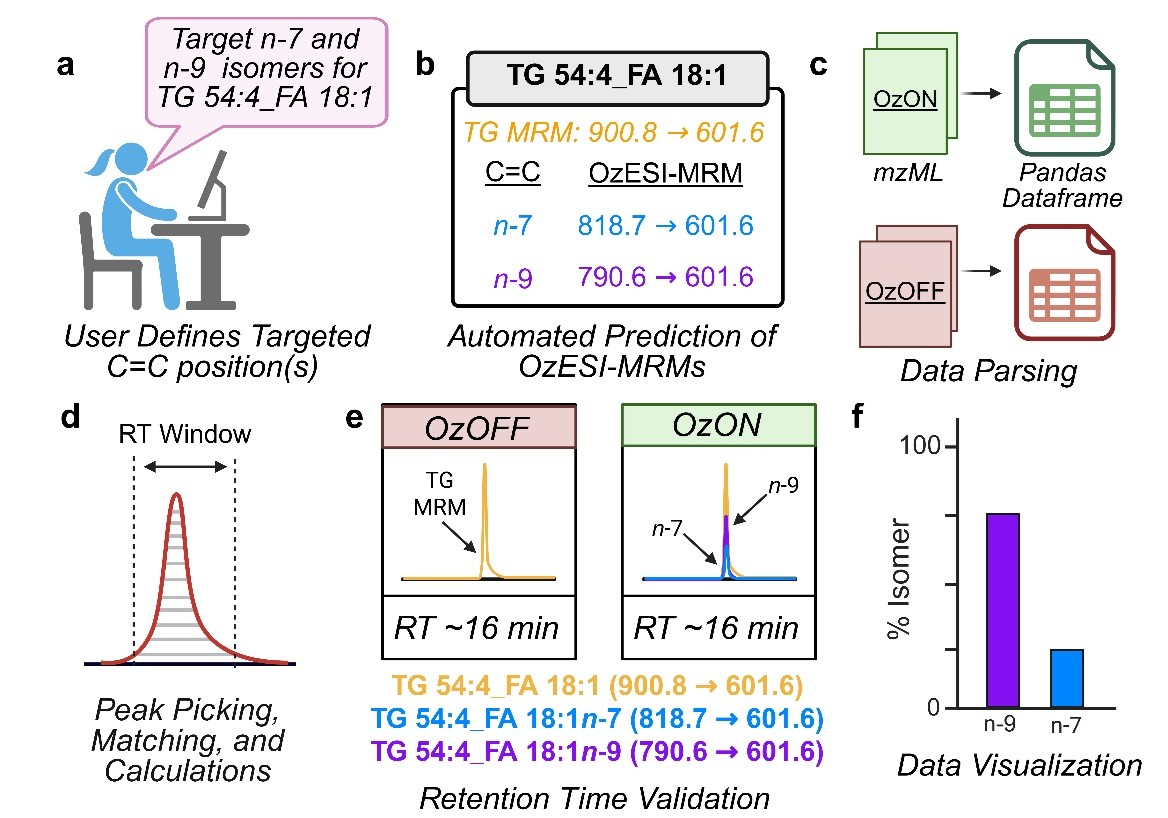 a
Target n-7 and
n-9 isomers for
TG 54:4_FA 18:1
User Defines Targeted
C=C position(s)
b
TG 54:4_FA 18:1
TG MRM: 900.8 → 601.6
C=C OzESI-MRM
n-7 818.7 → 601.6
n-9 790.6 → 601.6
Automated Prediction of
OzESI-MRMs
c
OzON
mzML
Pandas
Dataframe
OzOFF
Data Parsing
d
RT Window
Peak Picking,
Matching, and
Calculations
e
OzOFF
TG
MRM
RT ~16 min
OzON
n-9
n-7
RT ~16 min
TG 54:4_FA 18:1 (900.8 → 601.6)
TG 54:4_FA 18:1n-7 (818.7 → 601.6)
TG 54:4_FA 18:1n-9 (790.6 → 601.6)
Retention Time Validation
f
100
% Isomer
0
n-9 n-7
Data Visualization